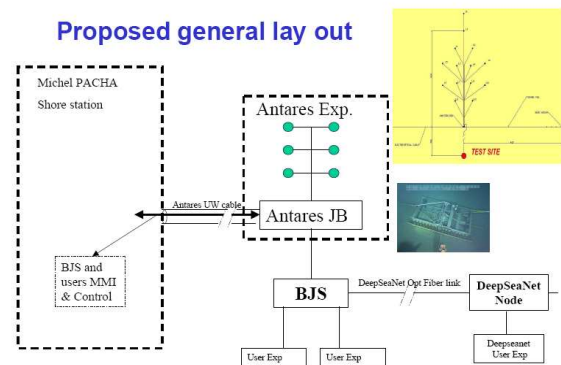 Proposed general lay out
Michel PACHA
Shore station
Antares Exp.
TEST SITE
Antares UW cable
Antares JB
BJS and
users MMI
& Control
BJS
DeepSeaNet Opt Fiber link
DeepSeaNet
Node
User Exp
User Exp
Deepseanet
User Exp